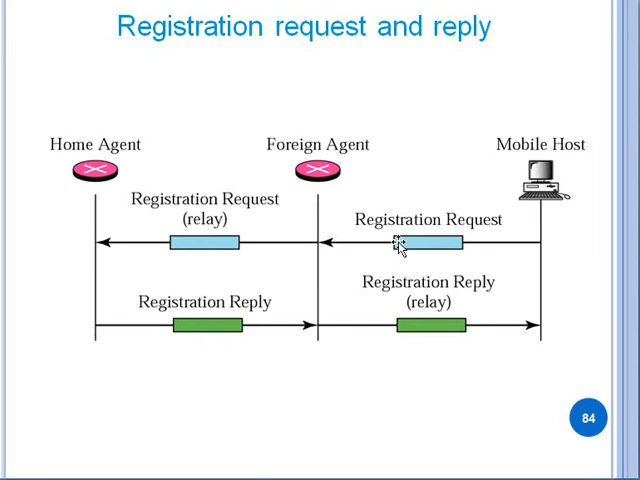 Registration request and reply
Home Agent
Foreign Agent
Mobile Host
Registration Request
(relay)
Registration Request
Registration Reply
Registration Reply
(relay)
84